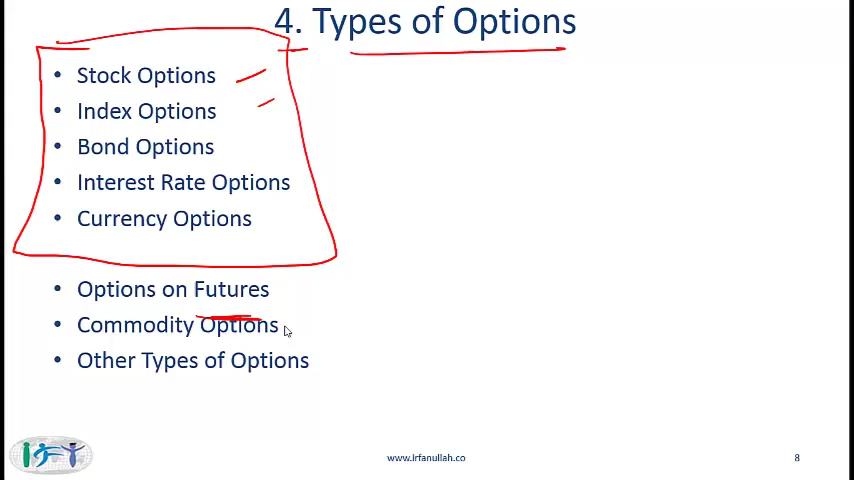 4. Types of Options
• Stock Options
• Index Options
• Bond Options
• Interest Rate Options
• Currency Options
• Options on Futures
• Commodity Options
• Other Types of Options
IFT
www.irfanullah.co
8